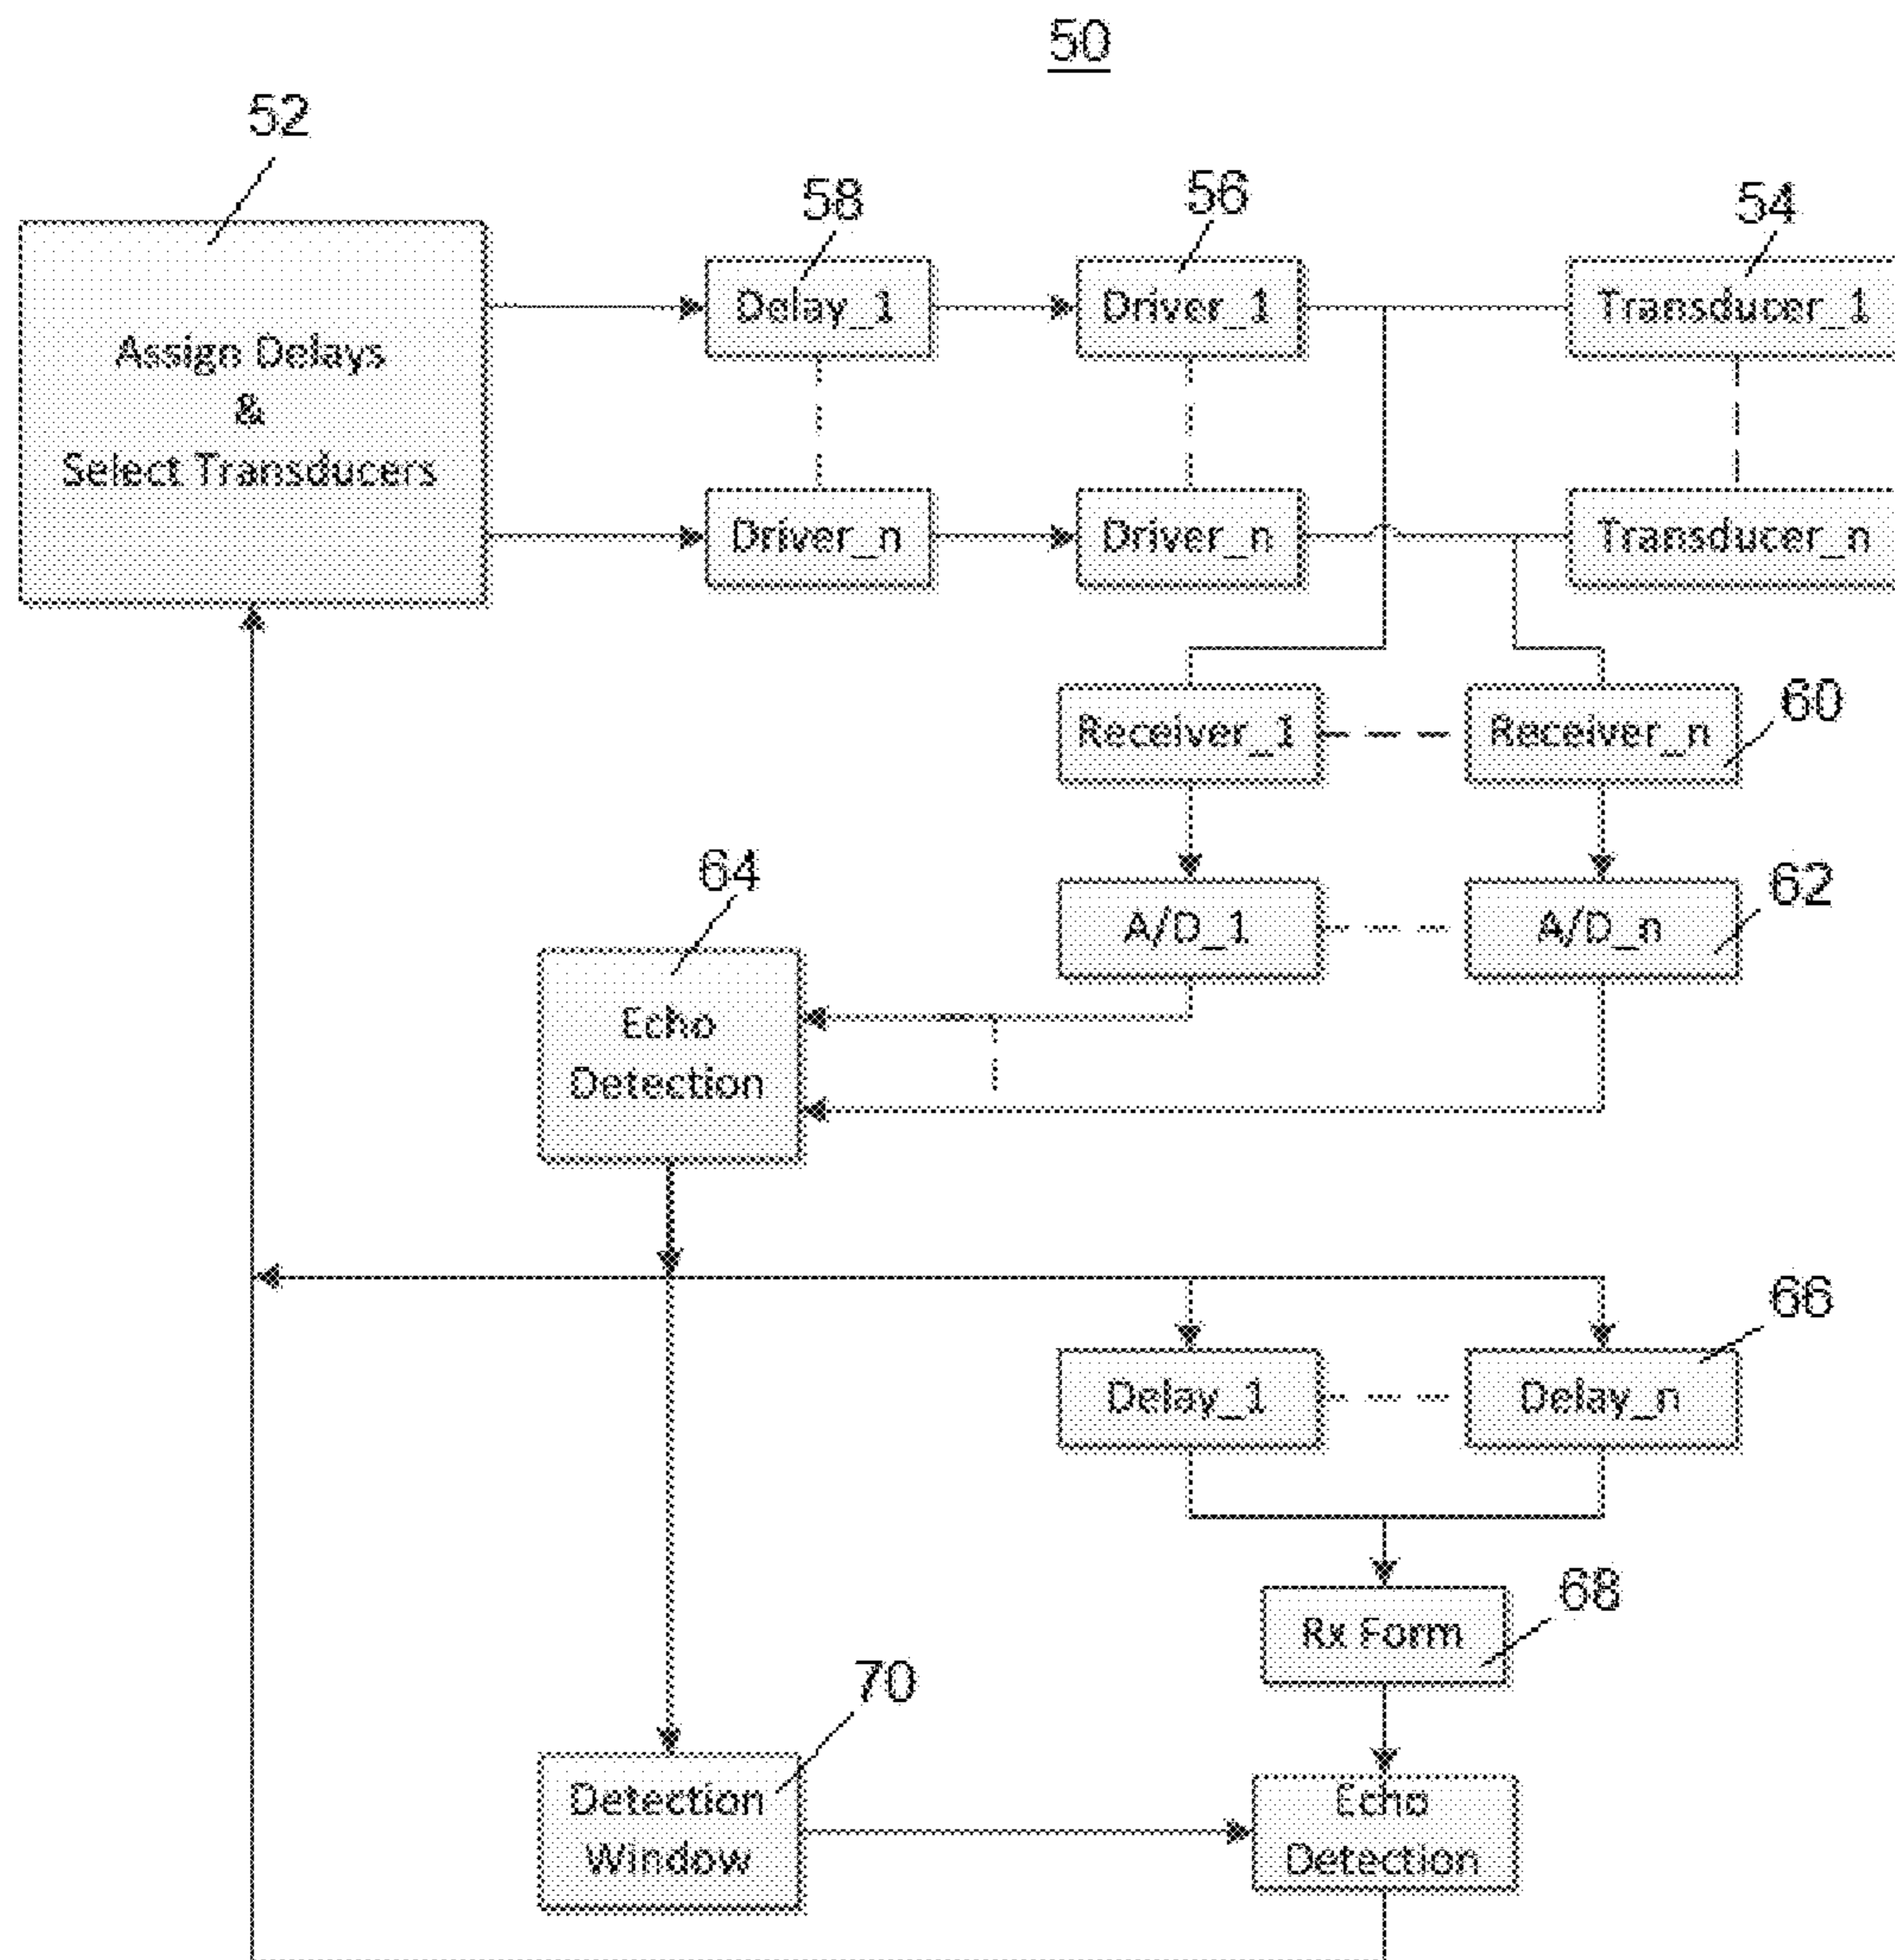 50
52
58
56
54
Assign Delays
&
Select Transducers
Delay_1
Driver_1
Transducer_1
Driver_n
Driver_n
Transducer_n
Receiver_1
Receiver_n
60
64
A/D_1
A/D_n
62
Echo
Detection
66
Delay_1
Delay_n
Rx Form
68
70
Detection
Window
Echo
Detection